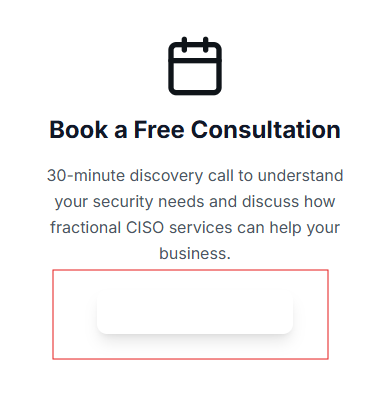 Book a Free Consultation
30-minute discovery call to understand
your security needs and discuss how
fractional CISO services can help your
business.